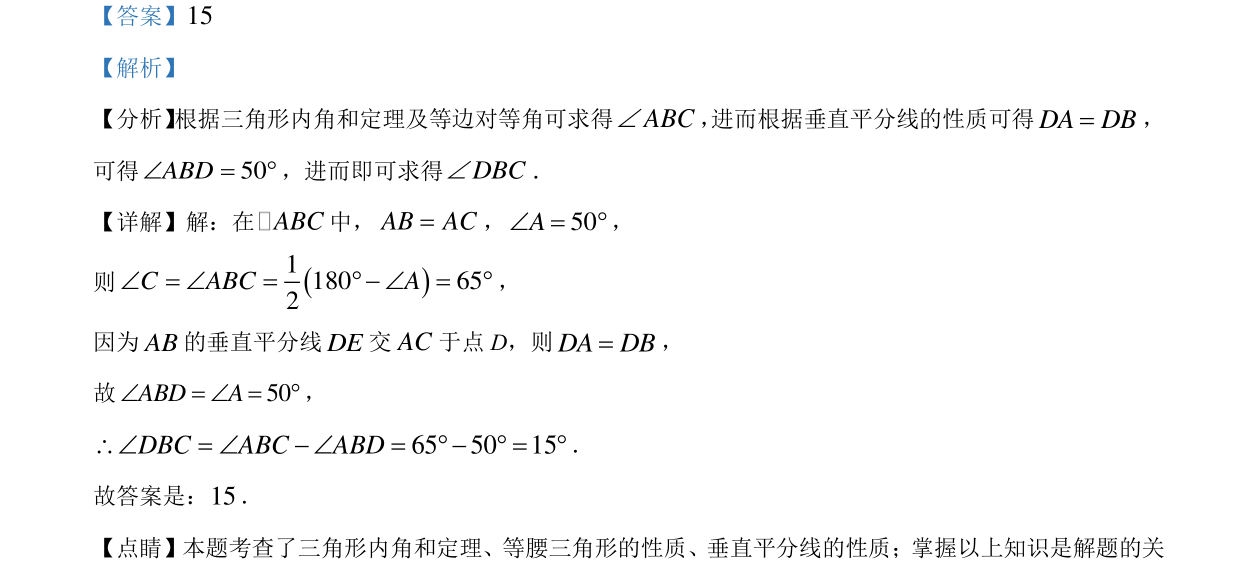 【答案】15
【解析】
【分析】根据三角形内角和定理及等边对等角可求得∠ABC，进而根据垂直平分线的性质可得DA = DB，
可得∠ABD = 50°，进而即可求得∠DBC．
【详解】解：在□ABC中，AB = AC，∠A = 50°，
则∠C = ∠ABC = 1/2(180° − ∠A) = 65°，
因为AB的垂直平分线DE交AC于点D，则DA = DB，
故∠ABD = ∠A = 50°，
∴∠DBC = ∠ABC − ∠ABD = 65° − 50° = 15°．
故答案是：15．
【点睛】本题考查了三角形内角和定理、等腰三角形的性质、垂直平分线的性质；掌握以上知识是解题的关